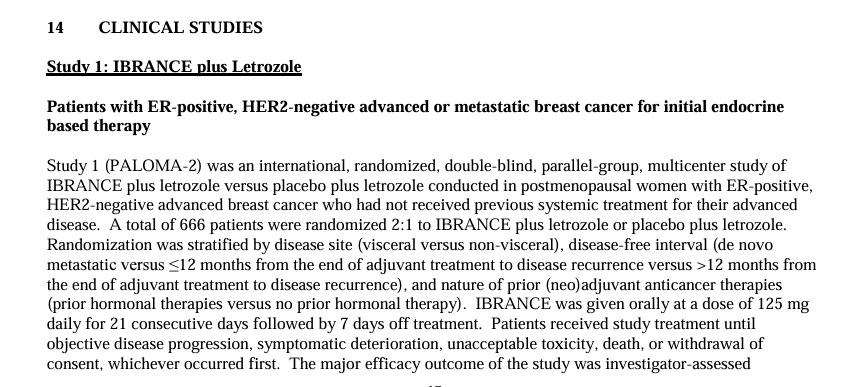 14 CLINICAL STUDIES
Study 1: IBRANCE plus Letrozole
Patients with ER-positive, HER2-negative advanced or metastatic breast cancer for initial endocrine
based therapy
Study 1 (PALOMA-2) was an international, randomized, double-blind, parallel-group, multicenter study of
IBRANCE plus letrozole versus placebo plus letrozole conducted in postmenopausal women with ER-positive,
HER2-negative advanced breast cancer who had not received previous systemic treatment for their advanced
disease. A total of 666 patients were randomized 2:1 to IBRANCE plus letrozole or placebo plus letrozole.
Randomization was stratified by disease site (visceral versus non-visceral), disease-free interval (de novo
metastatic versus ≤12 months from the end of adjuvant treatment to disease recurrence versus >12 months from
the end of adjuvant treatment to disease recurrence), and nature of prior (neo)adjuvant anticancer therapies
(prior hormonal therapies versus no prior hormonal therapy). IBRANCE was given orally at a dose of 125 mg
daily for 21 consecutive days followed by 7 days off treatment. Patients received study treatment until
objective disease progression, symptomatic deterioration, unacceptable toxicity, death, or withdrawal of
consent, whichever occurred first. The major efficacy outcome of the study was investigator-assessed